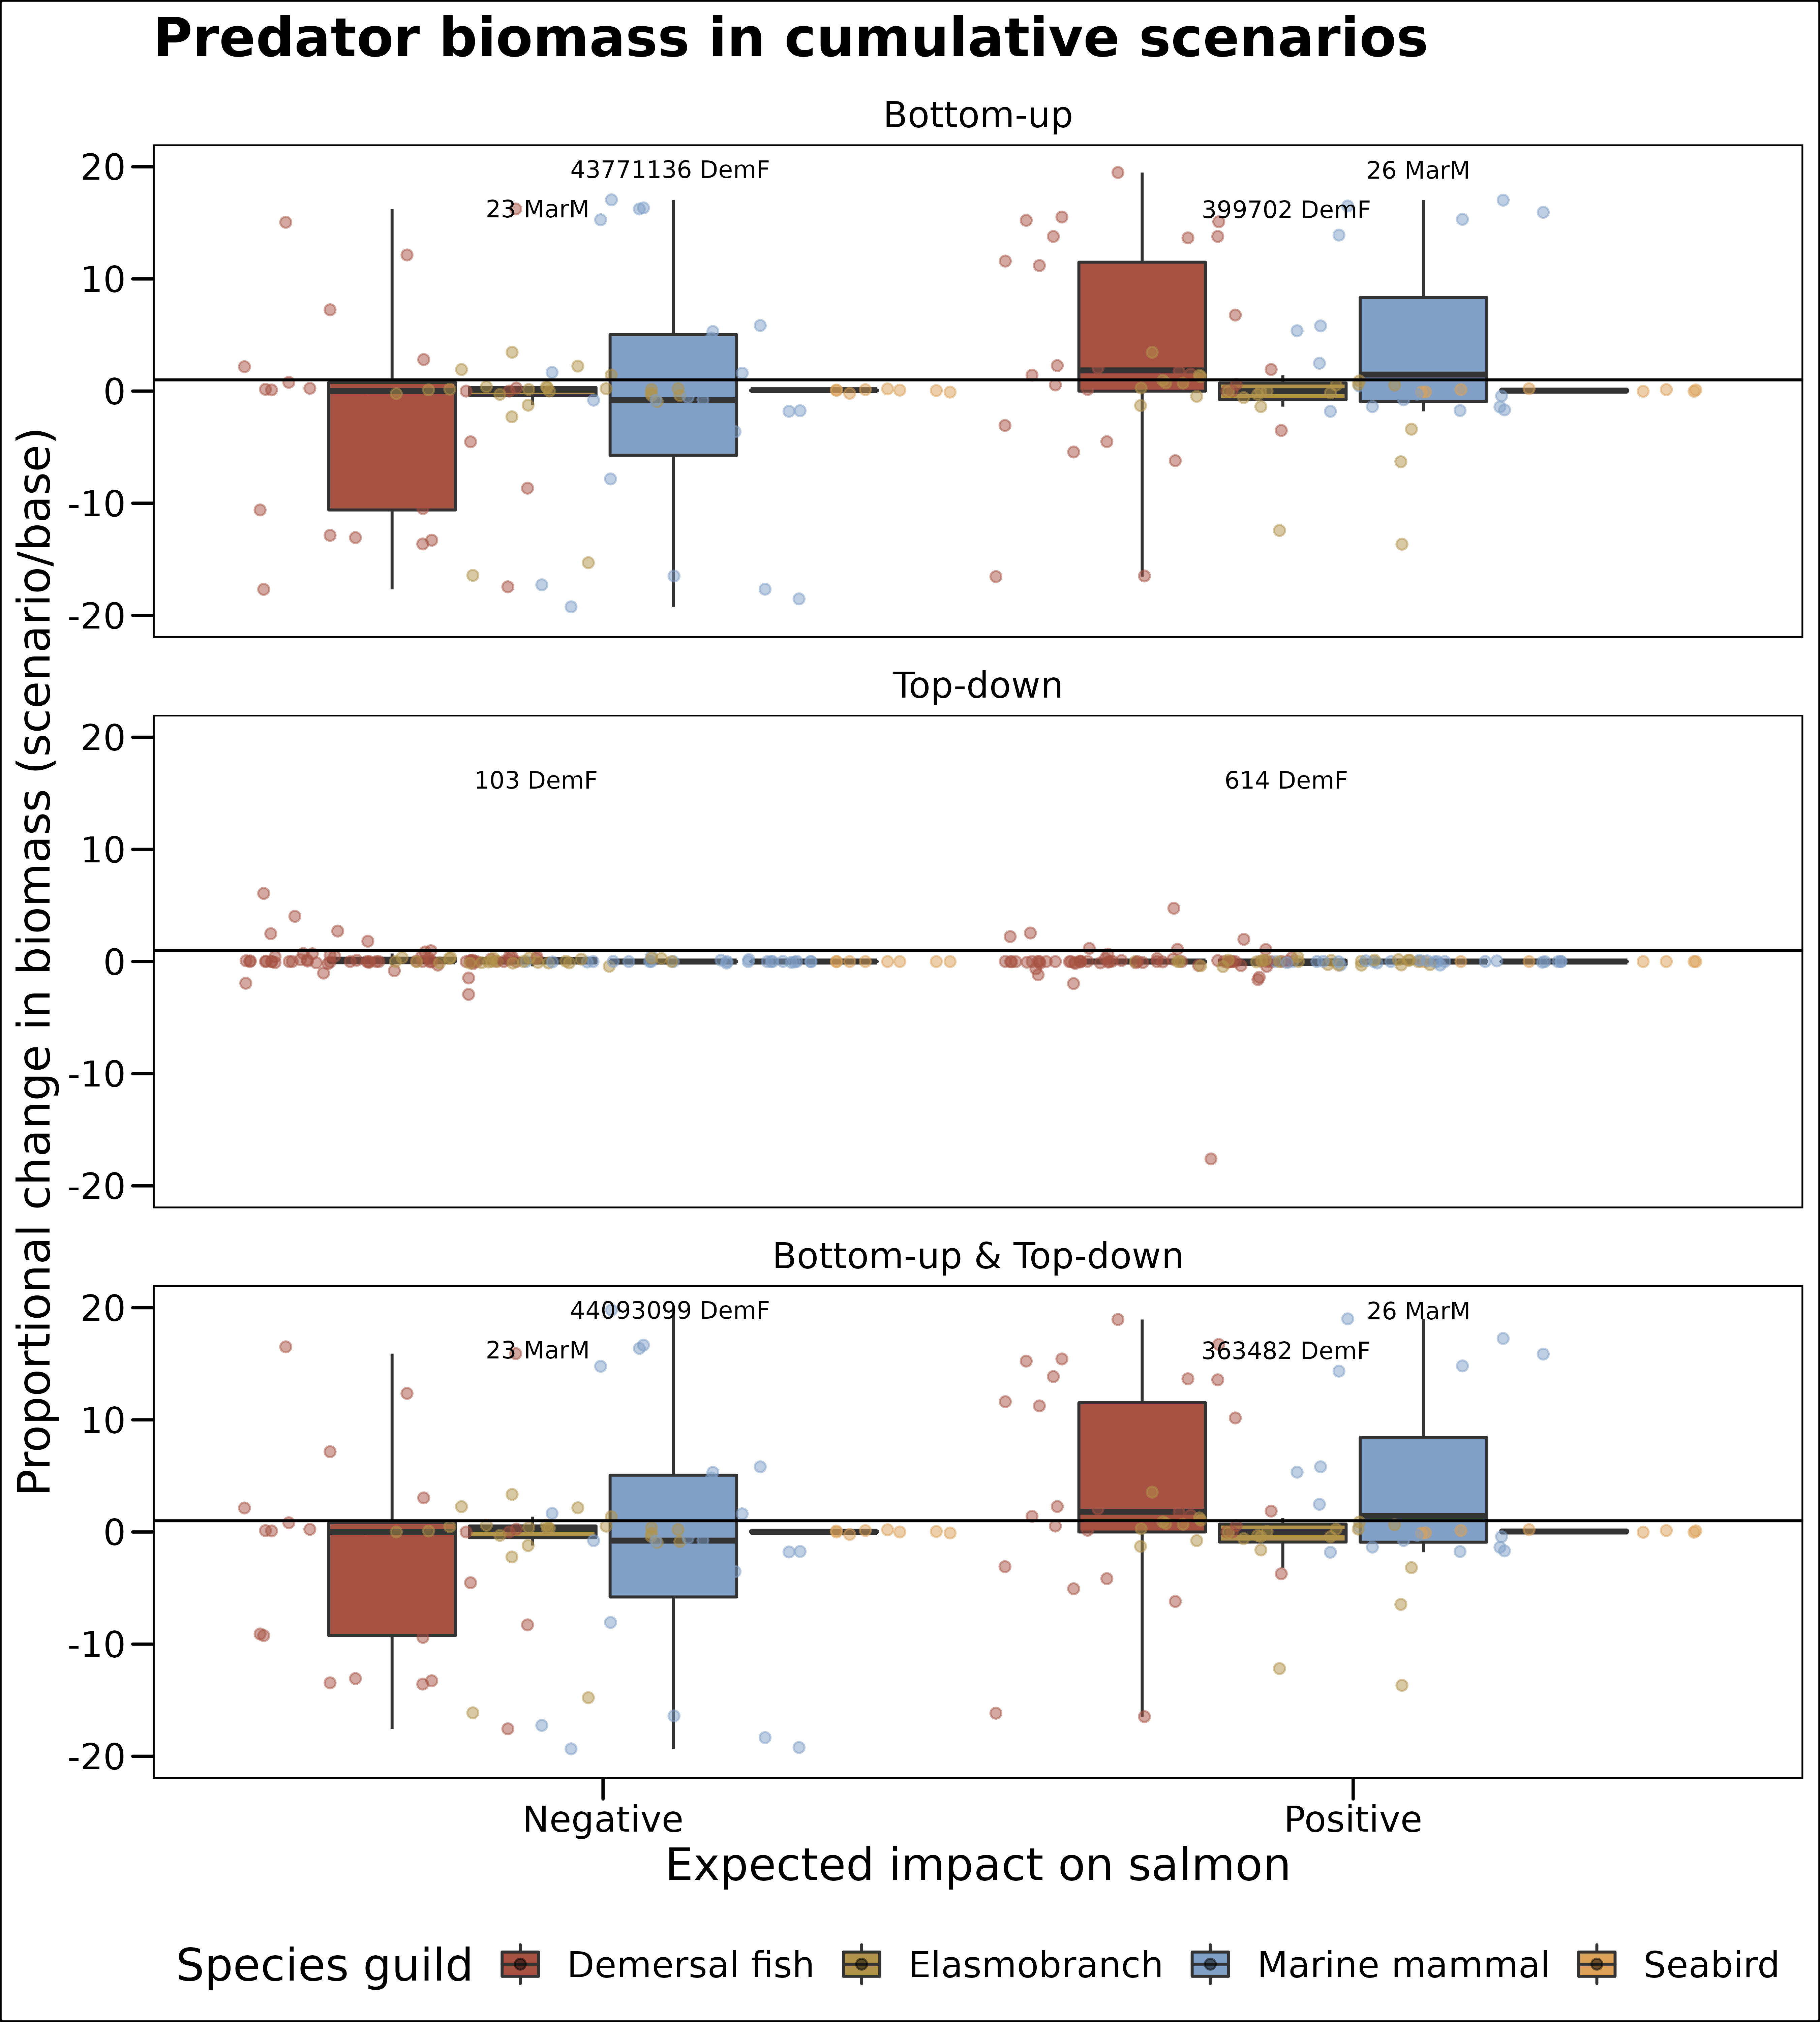 Predator biomass in cumulative scenarios
Proportional change in biomass (scenario/base)
Bottom-up
20
10
0
-10
-20
43771136 DemF
26 MarM
23 MarM
399702 DemF
Top-down
20
10
0
-10
-20
103 DemF
614 DemF
Bottom-up & Top-down
20
10
0
-10
-20
44093099 DemF
26 MarM
23 MarM
363482 DemF
Negative
Positive
Expected impact on salmon
Species guild Demersal fish Elasmobranch Marine mammal Seabird